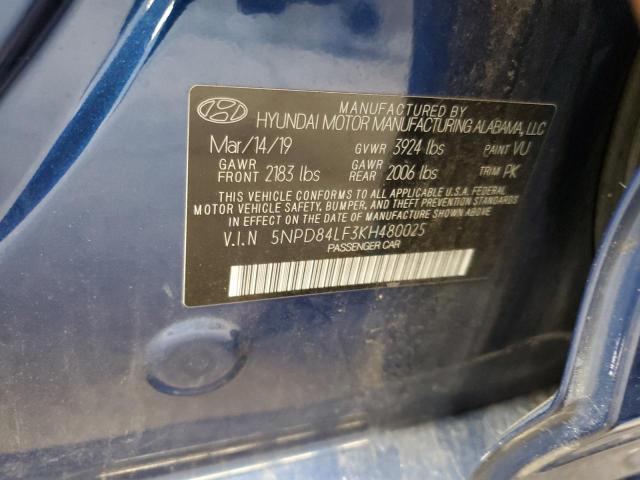 MANUFACTURED BY
HYUNDAI MOTOR MANUFACTURING ALABAMA, LLC
Mar/14/19 GVWR 3924 lbs PAINT VU
GAWR FRONT 2183 lbs GAWR REAR 2006 lbs TRIM PK
THIS VEHICLE CONFORMS TO ALL APPLICABLE U.S.A. FEDERAL
MOTOR VEHICLE SAFETY, BUMPER, AND THEFT PREVENTION STANDARDS
IN EFFECT ON THE DATE OF MANUFACTURE SHOWN ABOVE.
V.I.N 5NPD84LF3KH480025
PASSENGER CAR